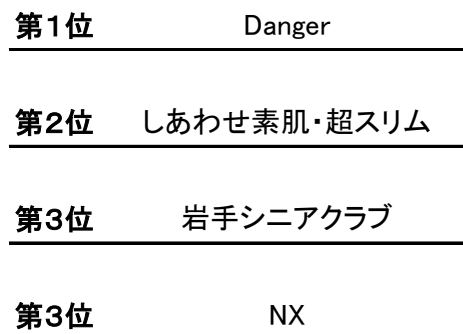 第1位 Danger
第2位 しあわせ素肌・超スリム
第3位 岩手シニアクラブ
第3位 NX